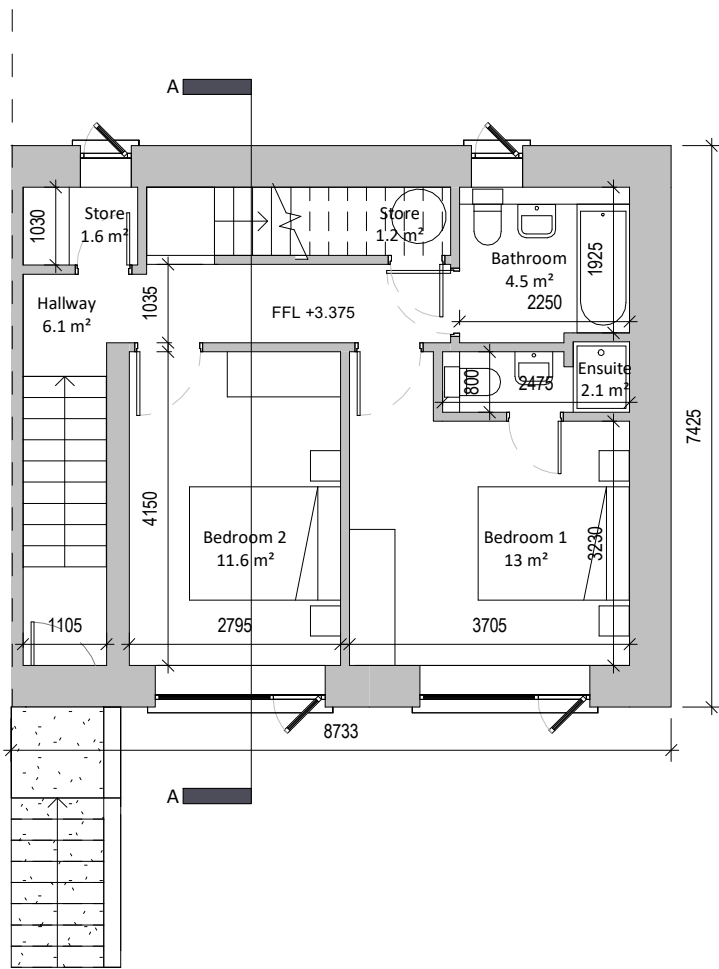 A
Store
1.6 m²
1030
Store
1.2 m²
Bathroom
4.5 m²
1925
2250
Hallway
6.1 m²
1035
FFL +3.375
Ensuite
2.1 m²
800
2475
7425
4150
Bedroom 2
11.6 m²
Bedroom 1
13 m²
3230
1105
2795
3705
8733
A